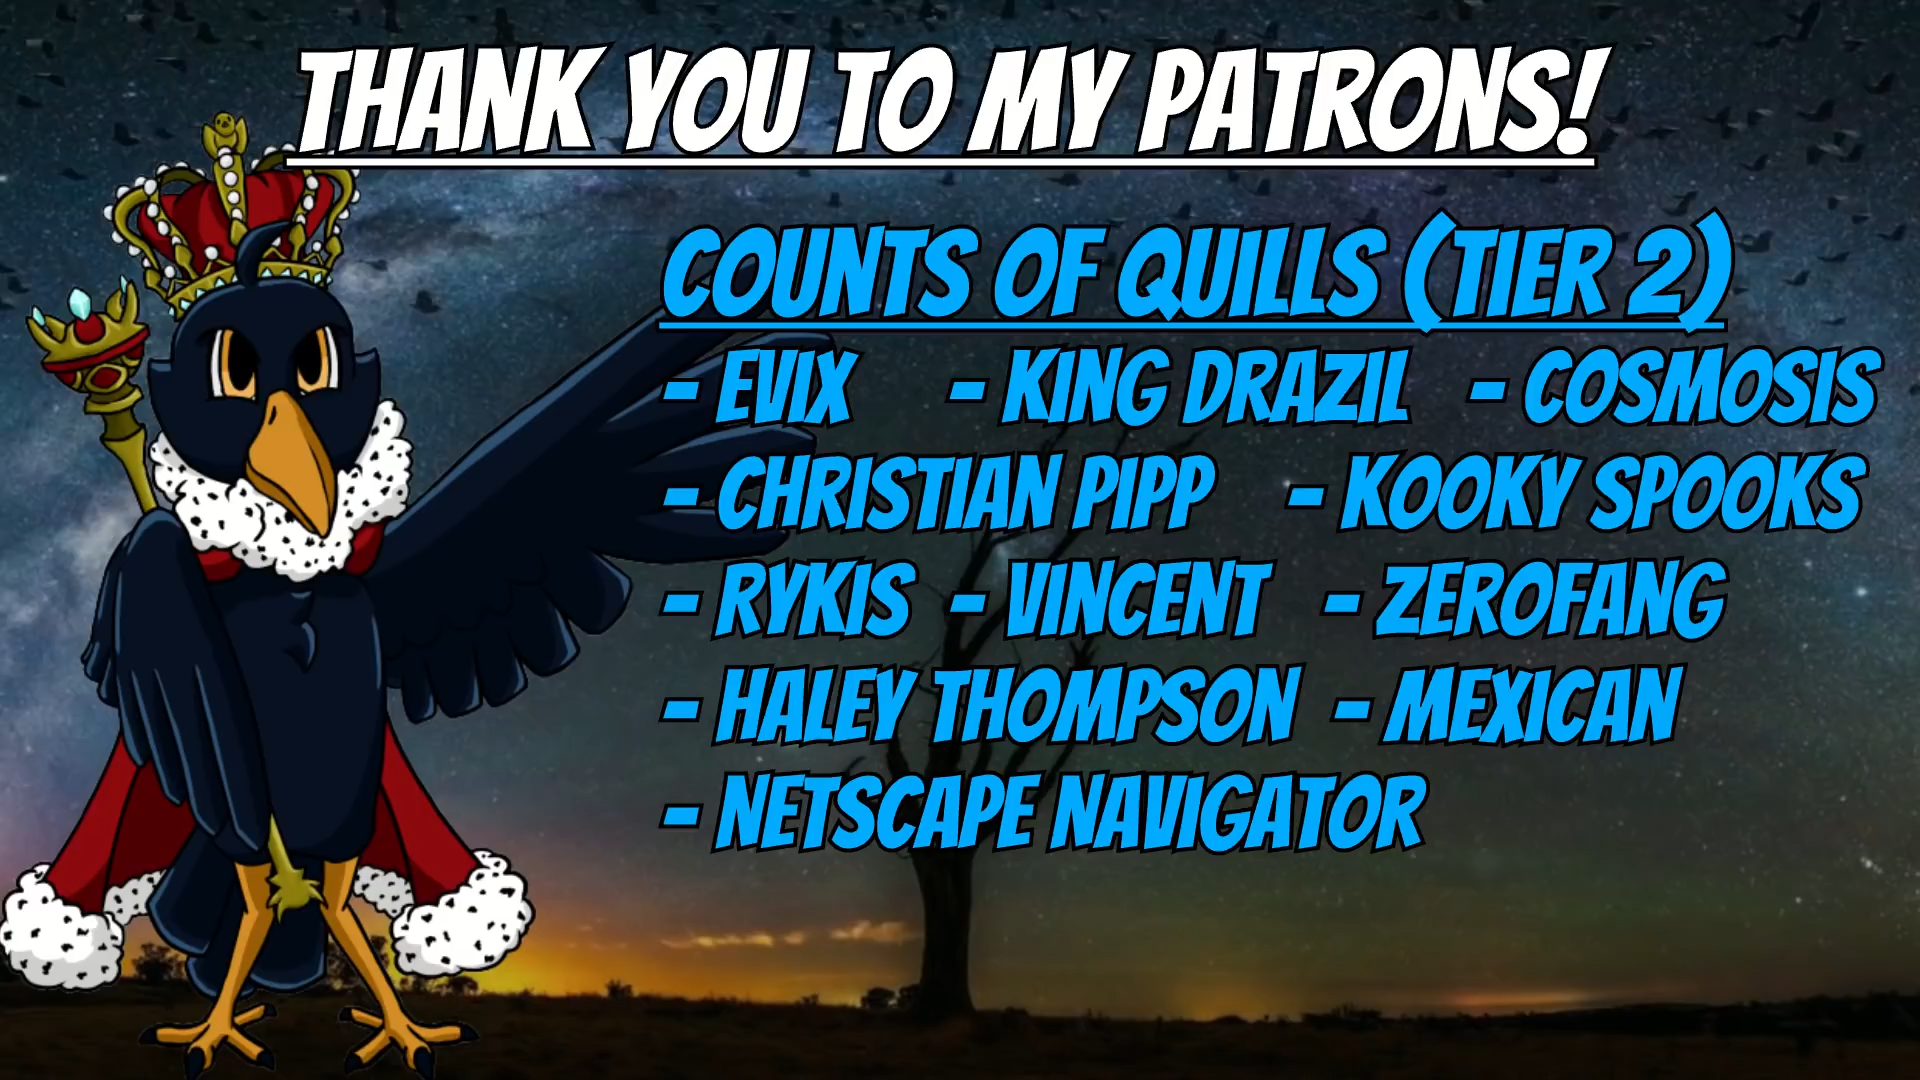 THANK YOU TO MY PATRONS!
COUNTS OF QUILLS (TIER 2)
- EVIX - KING DRAZIL - COSMOSIS
- CHRISTIAN PIPP - KOOKY SPOOKS
- RYKIS - VINCENT - ZEROFANG
- HALEY THOMPSON - MEXICAN
- NETSCAPE NAVIGATOR